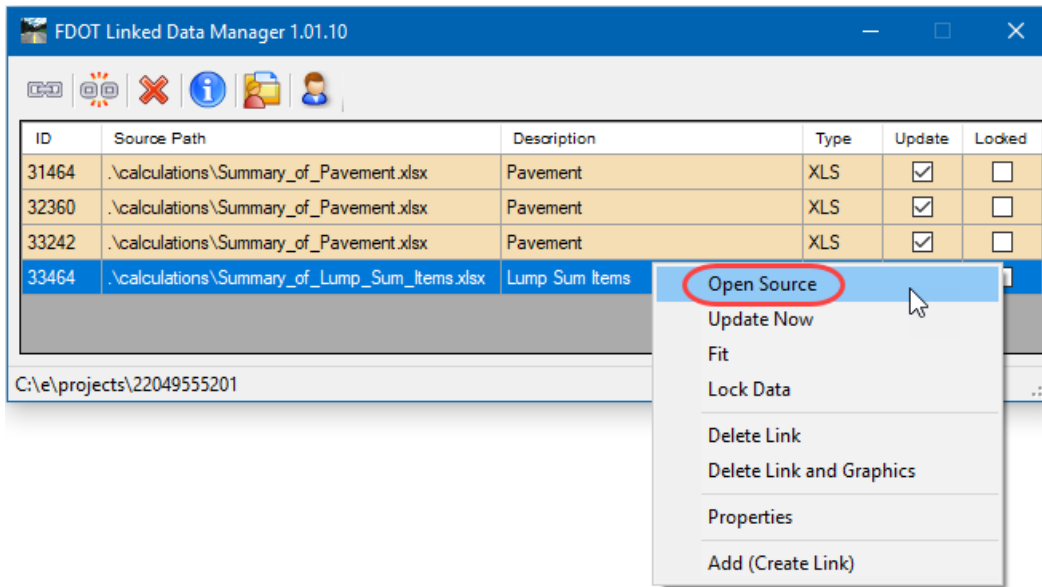 FDOT Linked Data Manager 1.01.10
ID Source Path Description Type Update Locked
31464 .\calculations\Summary_of_Pavement.xlsx Pavement XLS
32360 .\calculations\Summary_of_Pavement.xlsx Pavement XLS
33242 .\calculations\Summary_of_Pavement.xlsx Pavement XLS
33464 .\calculations\Summary_of_Lump_Sum_Items.xlsx Lump Sum Items
Open Source
Update Now
Fit
C:\e\projects\22049555201
Lock Data
Delete Link
Delete Link and Graphics
Properties
Add (Create Link)